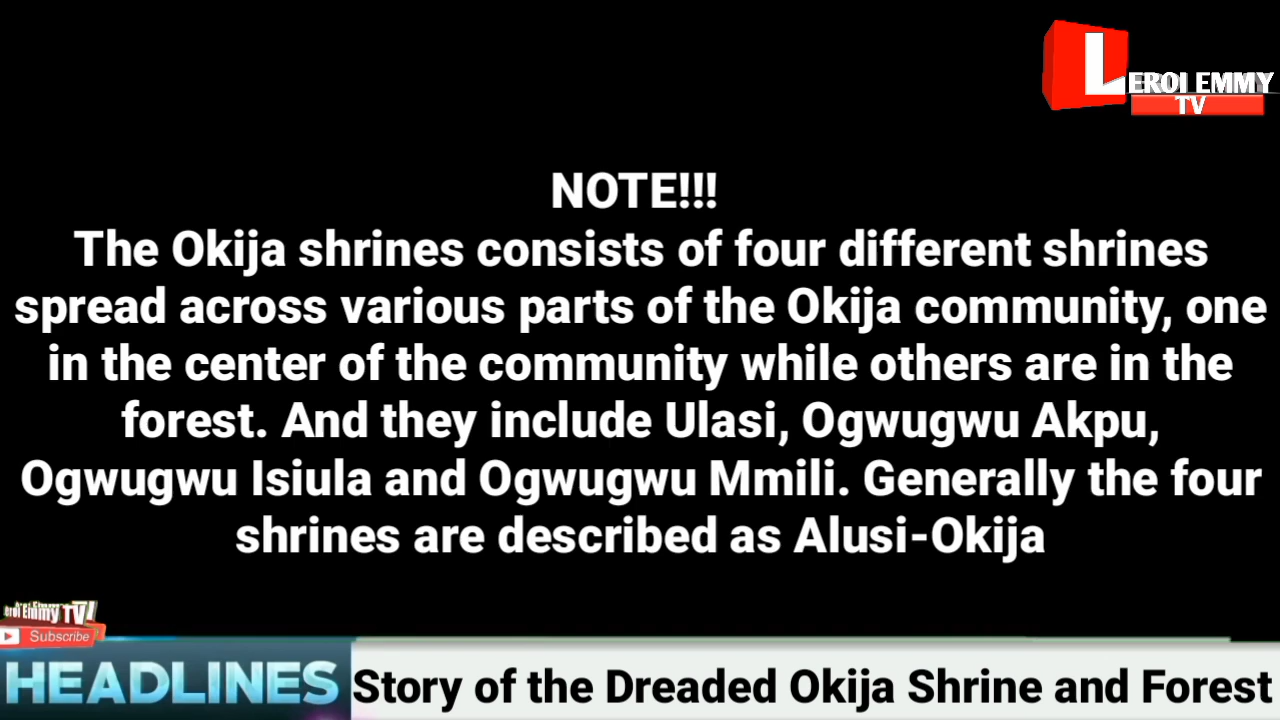 LEROI EMMY
TV
NOTE!!!
The Okija shrines consists of four different shrines
spread across various parts of the Okija community, one
in the center of the community while others are in the
forest. And they include Ulasi, Ogwugwu Akpu,
Ogwugwu Isiula and Ogwugwu Mmili. Generally the four
shrines are described as Alusi-Okija
Emmy TV
Subscribe
HEADLINES
Story of the Dreaded Okija Shrine and Forest